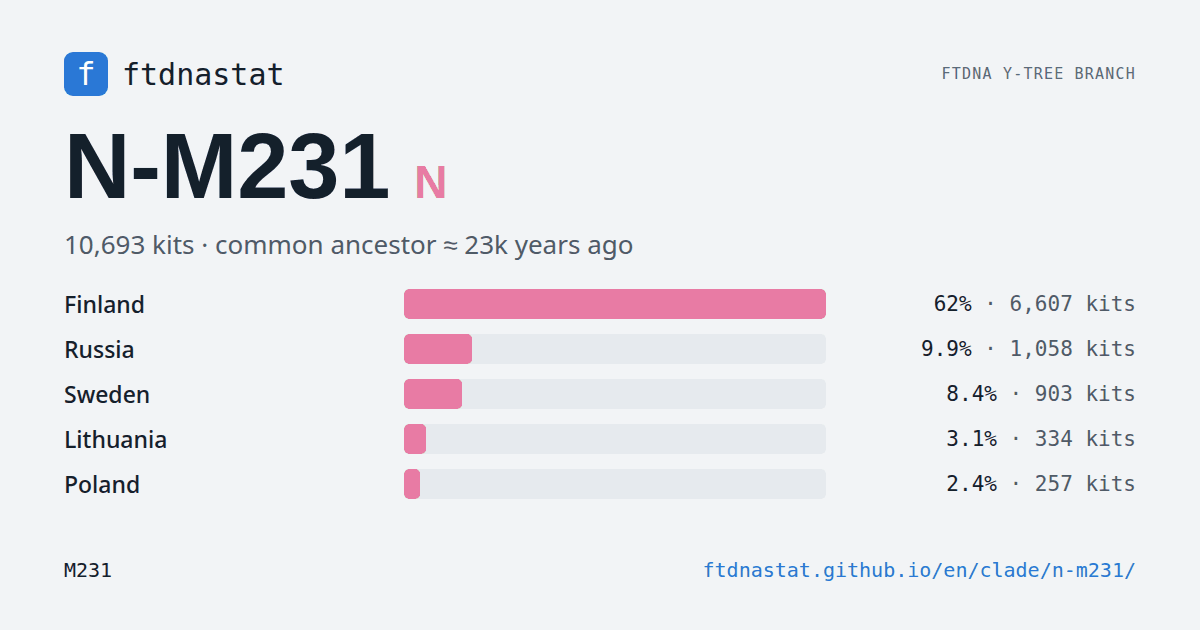 f ftdnastat
FTDNA Y-TREE BRANCH
N-M231 N
10,693 kits · common ancestor ≈ 23k years ago
Finland 62% · 6,607 kits
Russia 9.9% · 1,058 kits
Sweden 8.4% · 903 kits
Lithuania 3.1% · 334 kits
Poland 2.4% · 257 kits
M231
ftdnastat.github.io/en/clade/n-m231/